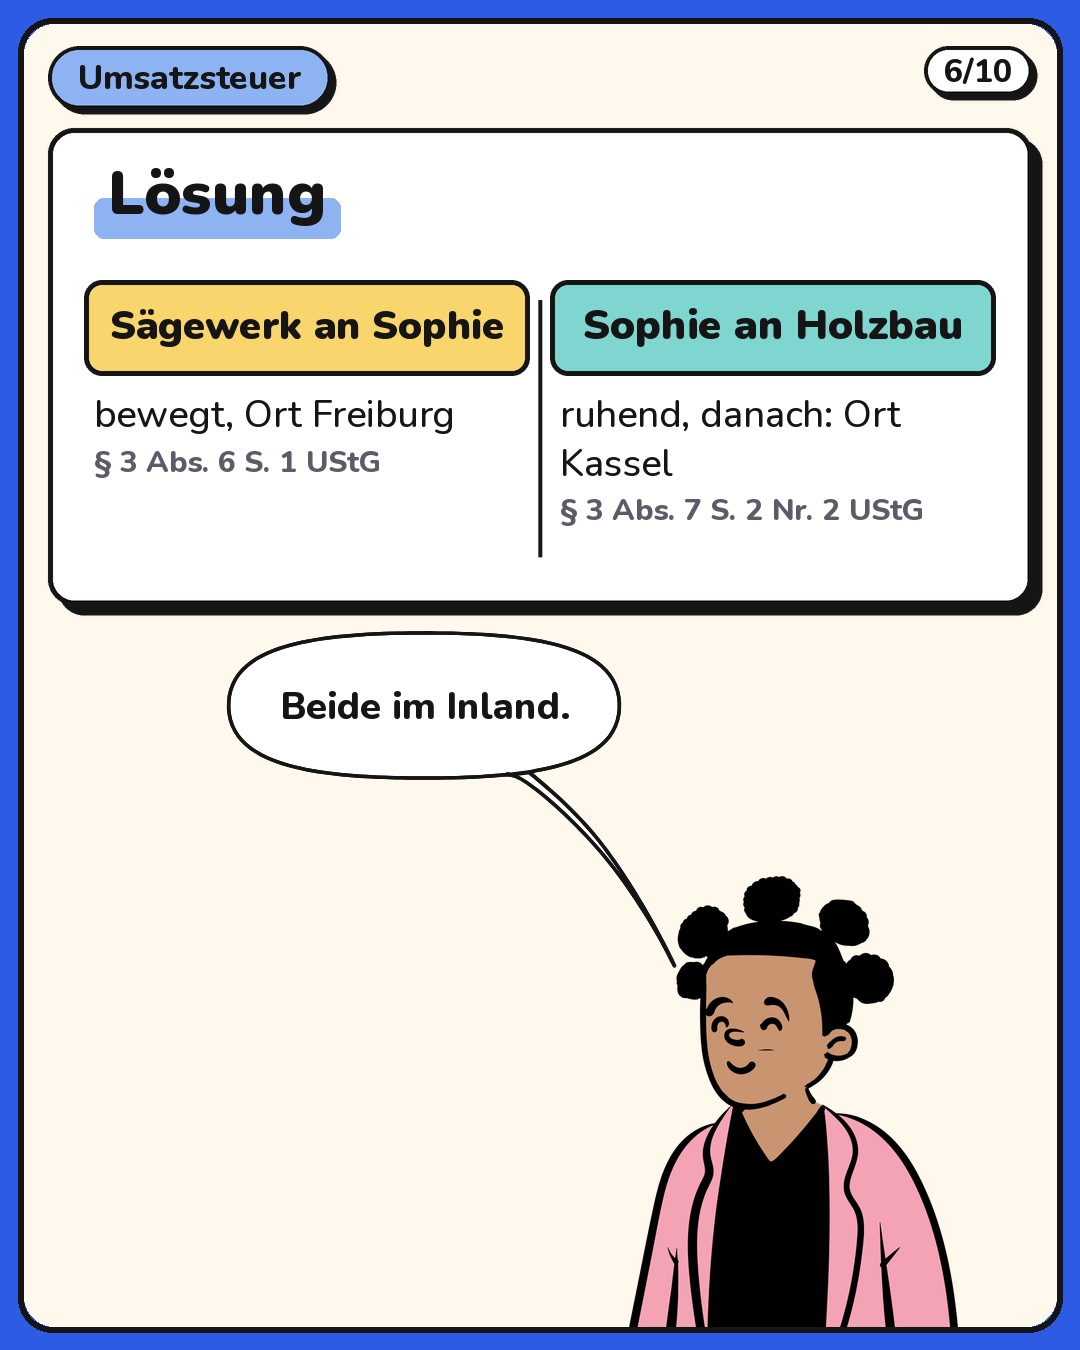 Umsatzsteuer
6/10
Lösung
Sägewerk an Sophie
bewegt, Ort Freiburg
§ 3 Abs. 6 S. 1 UStG
Sophie an Holzbau
ruhend, danach: Ort
Kassel
§ 3 Abs. 7 S. 2 Nr. 2 UStG
Beide im Inland.